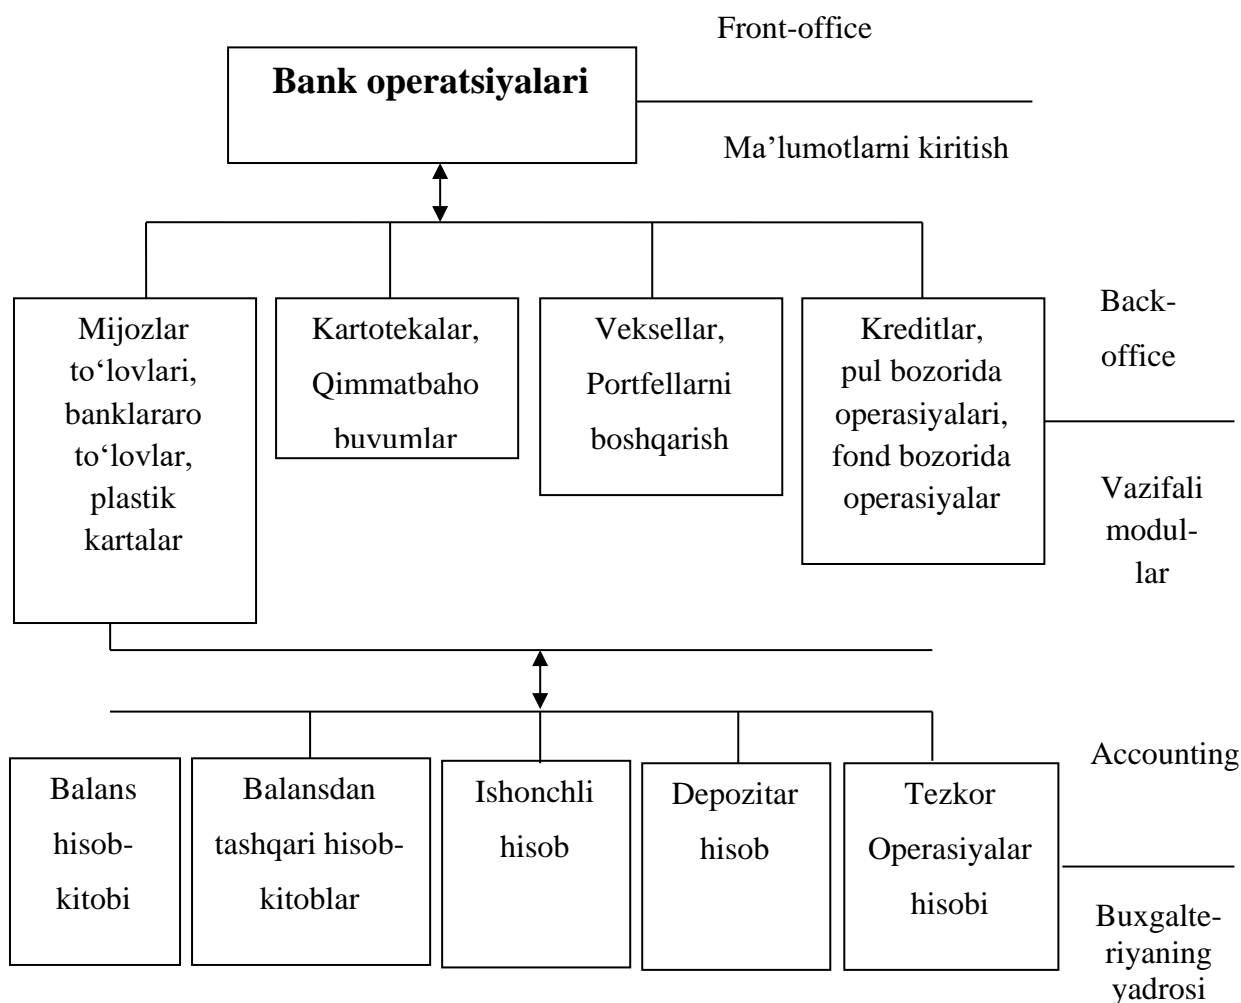 Front-office
Bank operatsiyalari
Ma’lumotlarni kiritish
Mijozlar
to‘lovlari,
banklararo
to‘lovlar,
plastik
kartalar
Kartotekalar,
Qimmatbaho
buyumlar
Veksellar,
Portfellarni
boshqarish
Kreditlar,
pul bozorida
operasiyalari,
fond bozorida
operasiyalar
Back-
office
Vazifali
modul-
lar
Balans
hisob-
kitobi
Balansdan
tashqari hisob-
kitoblar
Ishonchli
hisob
Depozitar
hisob
Tezkor
Operasiyalar
hisobi
Accounting
Buxgalte-
riyaning
yadrosi